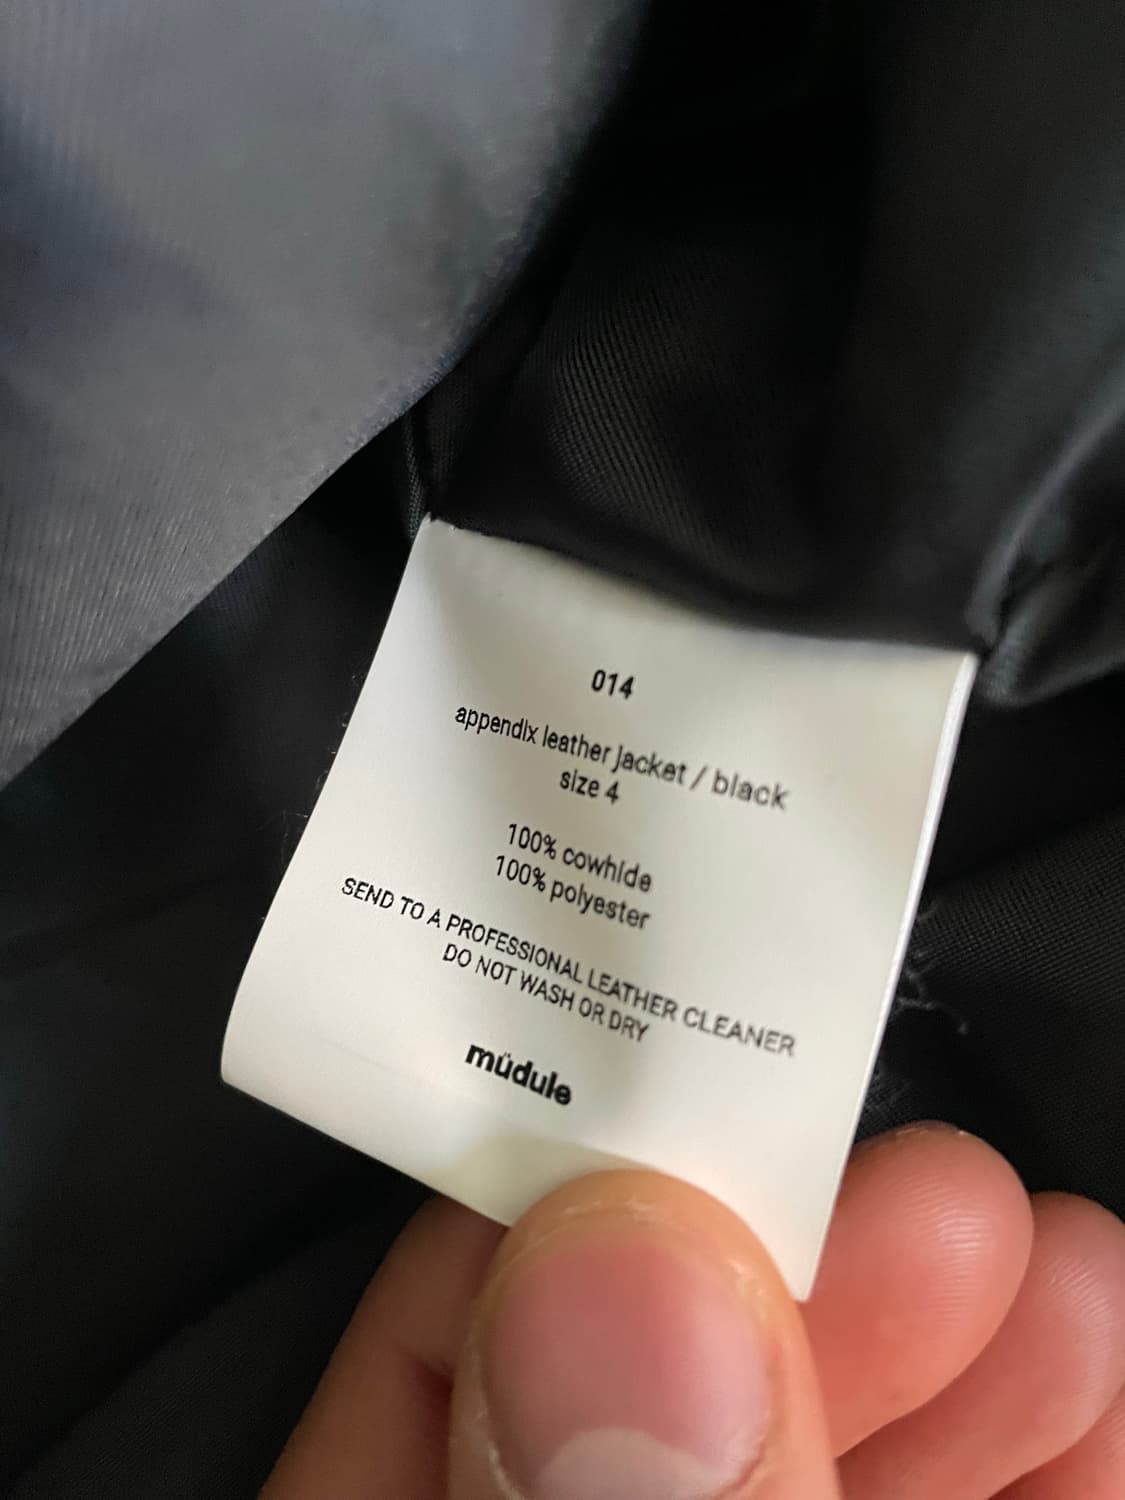 014
appendix leather jacket / black
size 4
100% cowhide
100% polyester
SEND TO A PROFESSIONAL LEATHER CLEANER
DO NOT WASH OR DRY
müdule